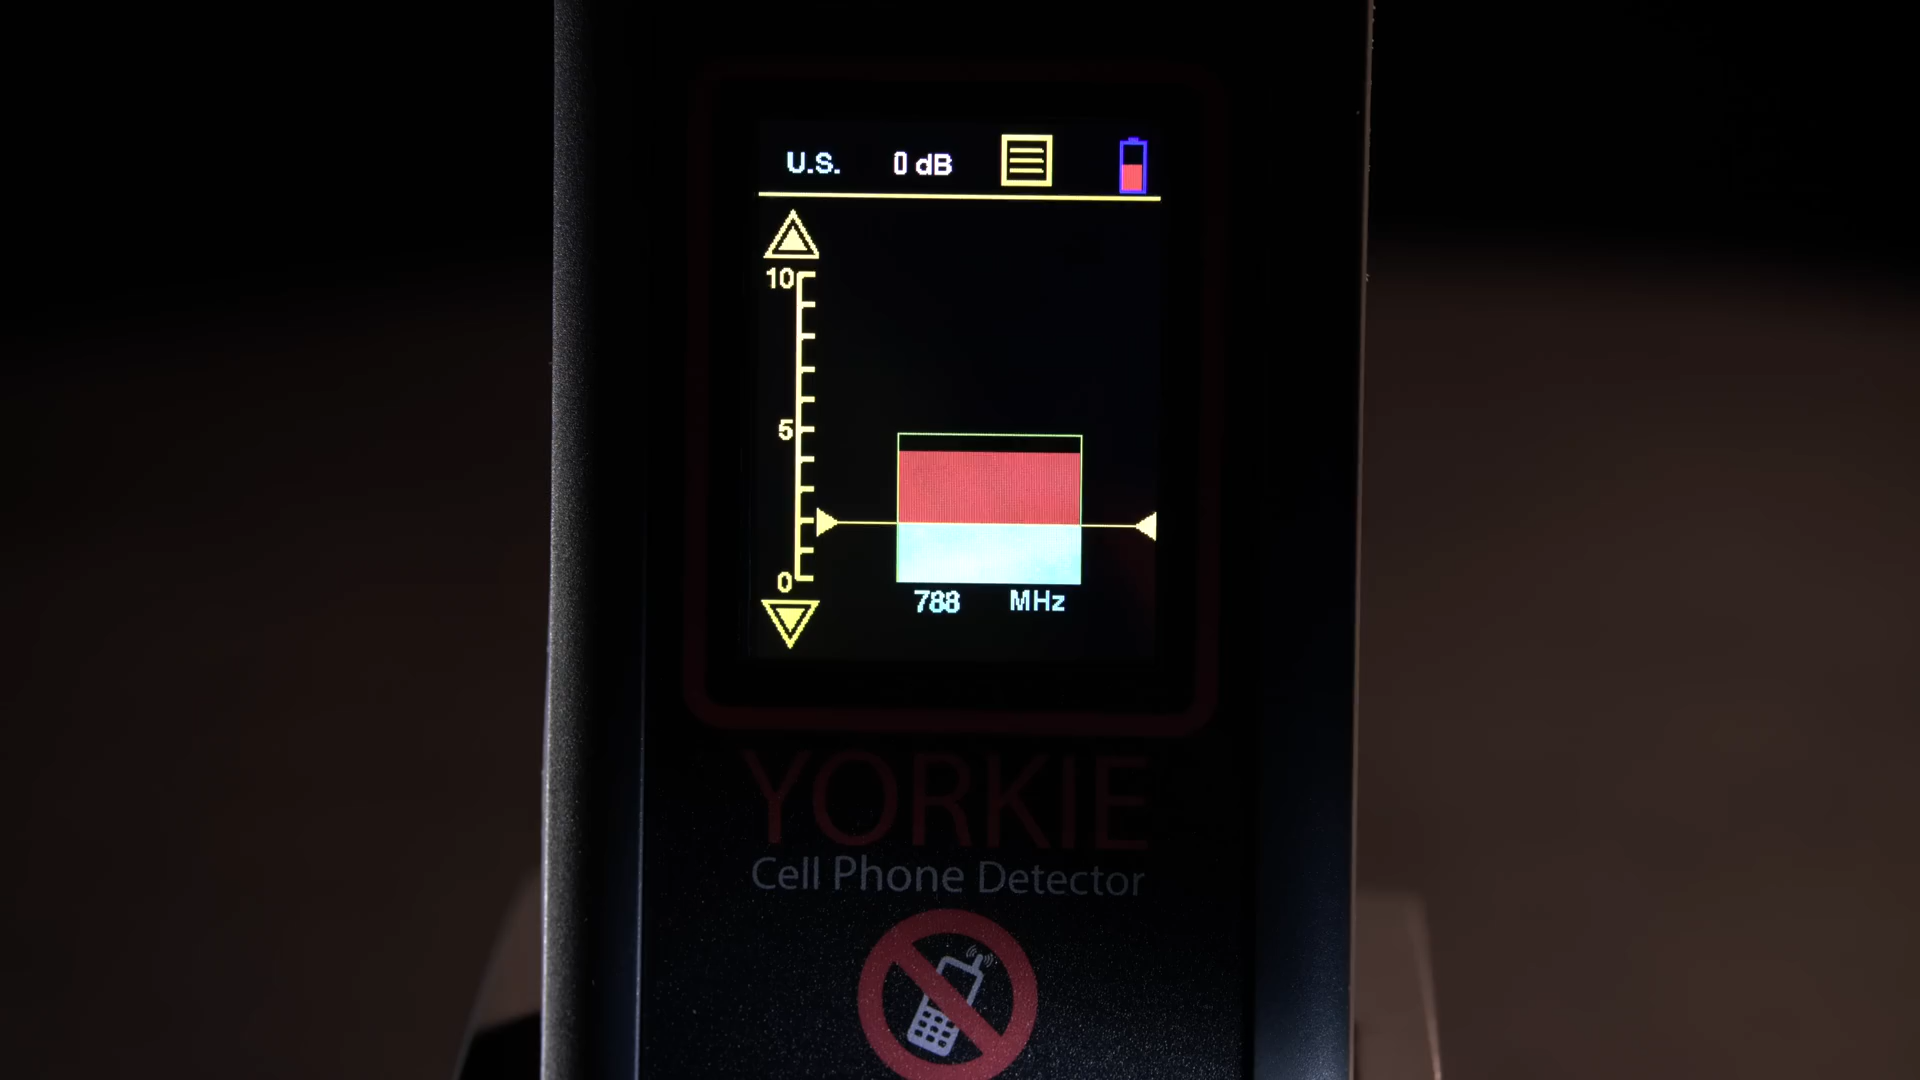 U.S. 0 dB
10
5
0
788 MHz
YORKIE
Cell Phone Detector